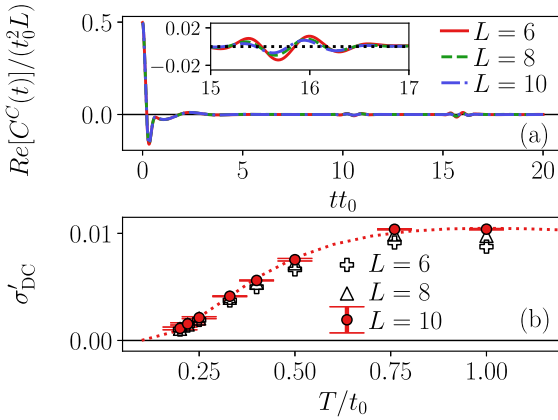 0.5
0.0
Re[C^C(t)]/(t_0^2 L)
0.02
−0.02
15 16 17
L = 6
L = 8
L = 10
(a)
0 5 10 15 20
tt_0
0.01
0.00
σ′_DC
L = 6
L = 8
L = 10
(b)
0.25 0.50 0.75 1.00
T/t_0